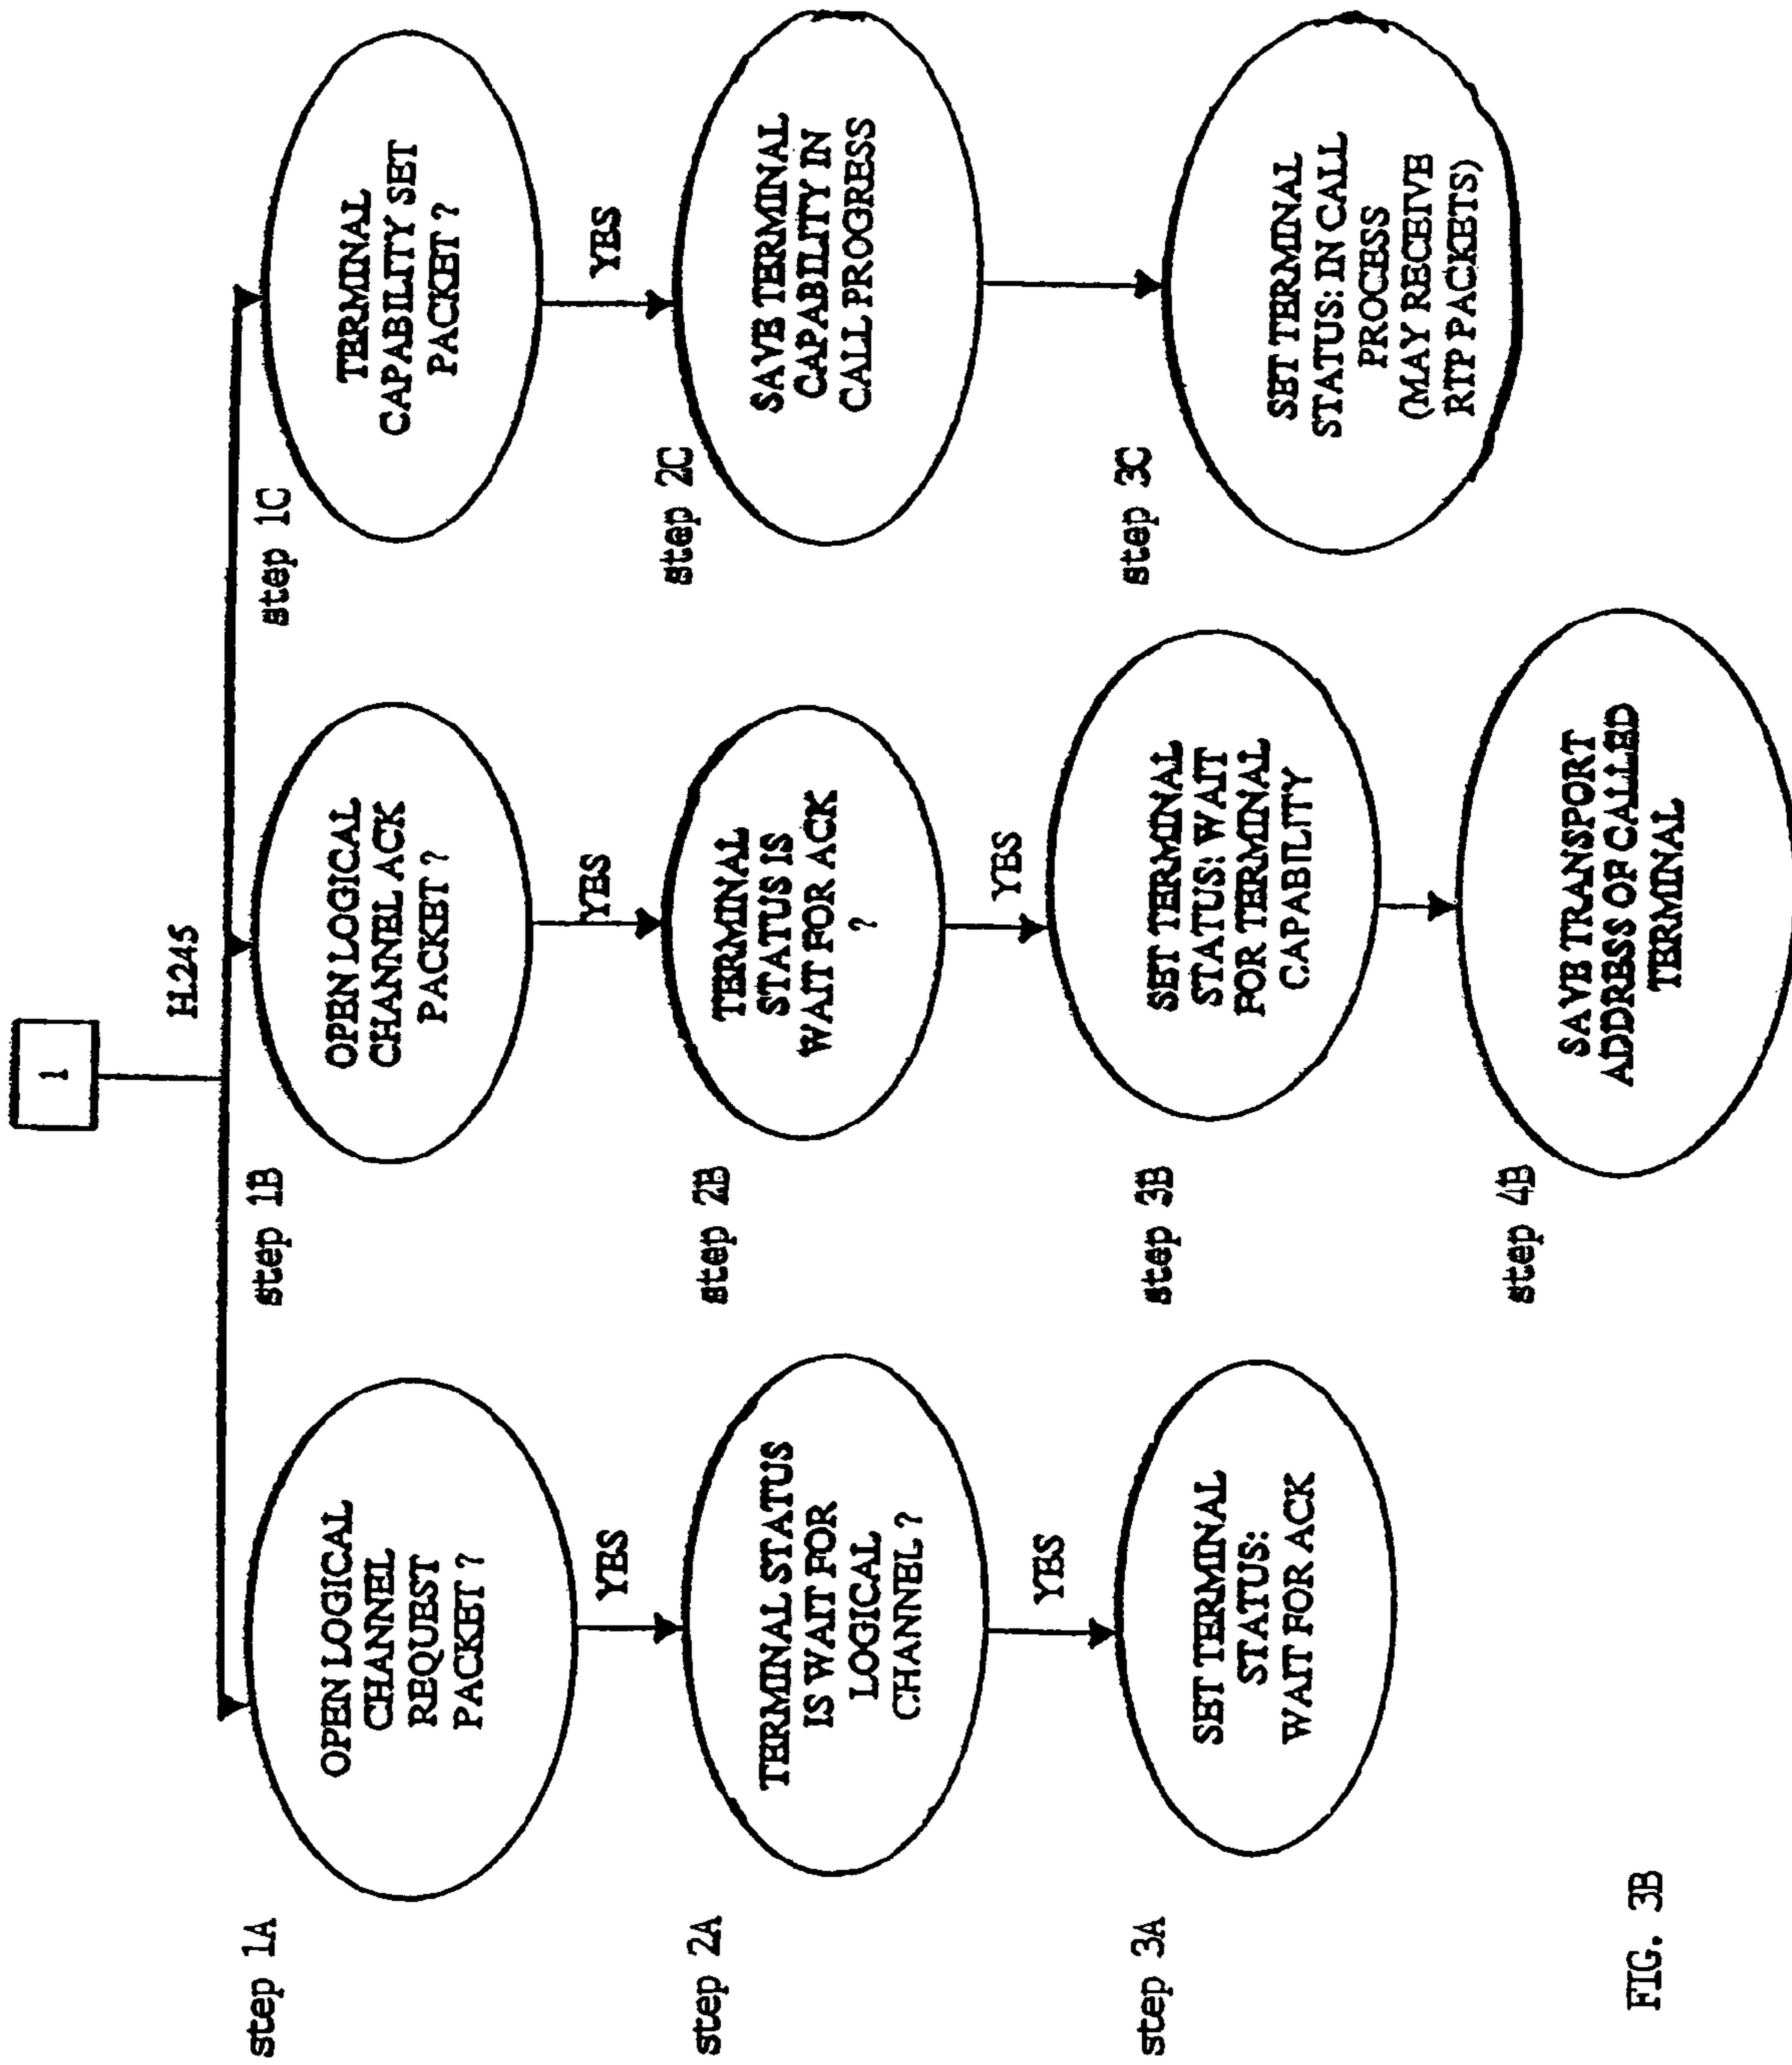 1
H.245
step 1A
OPEN LOGICAL
CHANNEL
REQUEST
PACKET ?
YES
step 2A
TERMINAL STATUS
IS WAIT FOR
LOGICAL
CHANNEL ?
YES
step 3A
SET TERMINAL
STATUS:
WAIT FOR ACK
step 1B
OPEN LOGICAL
CHANNEL ACK
PACKET ?
YES
step 2B
TERMINAL
STATUS IS
WAIT FOR ACK
?
YES
step 3B
SET TERMINAL
STATUS: WAIT
FOR TERMINAL
CAPABILITY
step 4B
SAVE TRANSPORT
ADDRESS OF CALLED
TERMINAL
step 1C
TERMINAL
CAPABILITY SET
PACKET ?
YES
step 2C
SAVE TERMINAL
CAPABILITY IN
CALL PROGRESS
step 3C
SET TERMINAL
STATUS: IN CALL
PROCESS
(MAY RECEIVE
RTP PACKETS)
FIG. 3B